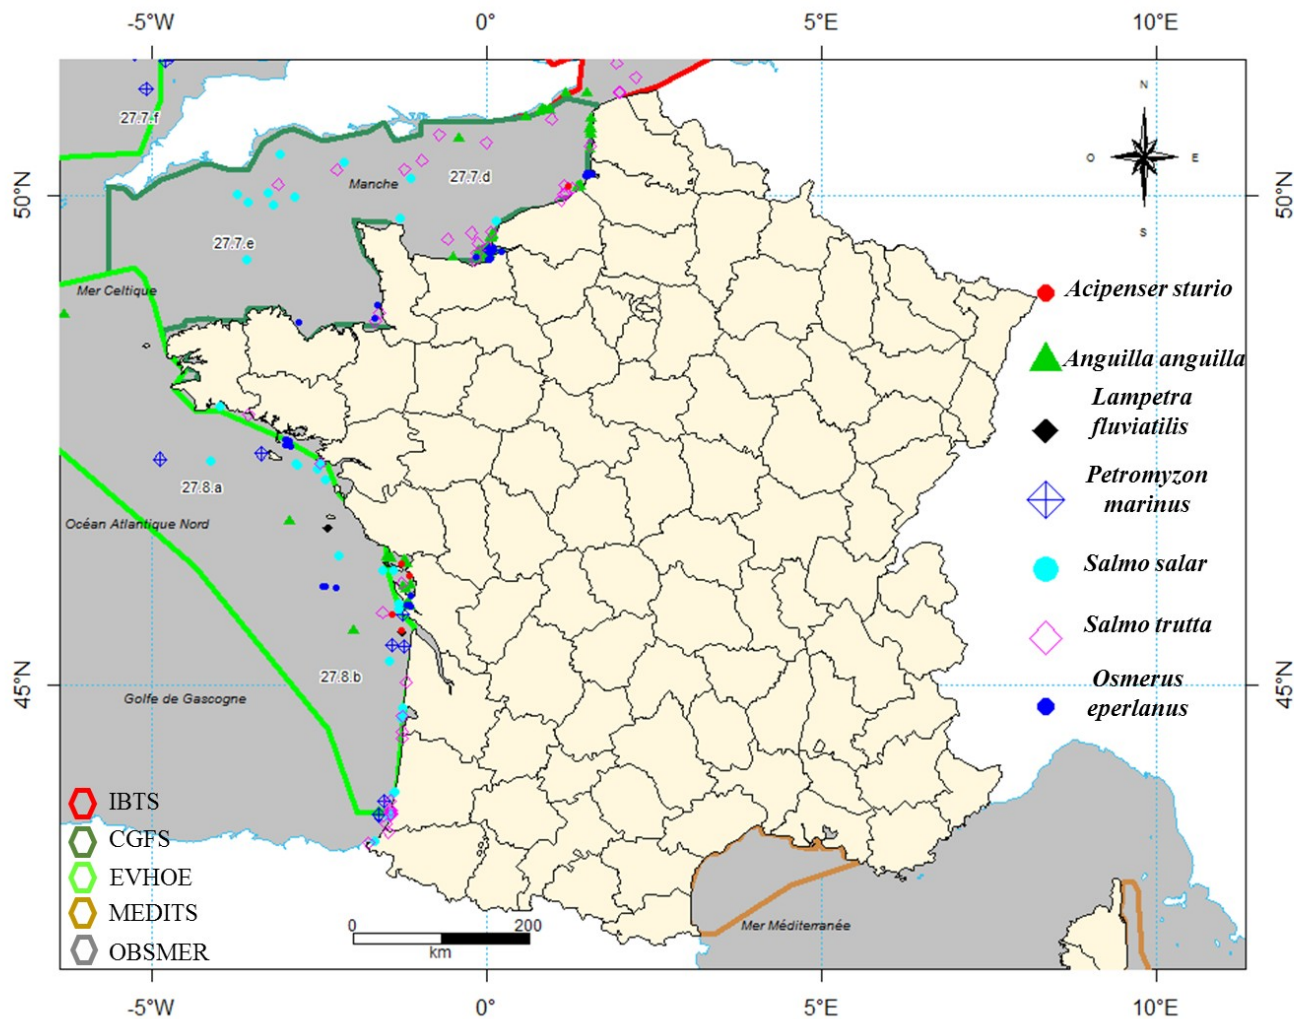 -5°W 0° 5°E 10°E
50°N
50°N
45°N
45°N
27.7.f
Manche
27.7.d
27.7.e
Mer Celtique
27.8.a
Océan Atlantique Nord
27.8.b
Golfe de Gascogne
N
O E
S
Acipenser sturio
Anguilla anguilla
Lampetra
fluviatilis
Petromyzon
marinus
Salmo salar
Salmo trutta
Osmerus
eperlanus
IBTS
CGFS
EVHOE
MEDITS
OBSMER
0 200
km
Mer Méditerranée
-5°W 0° 5°E 10°E